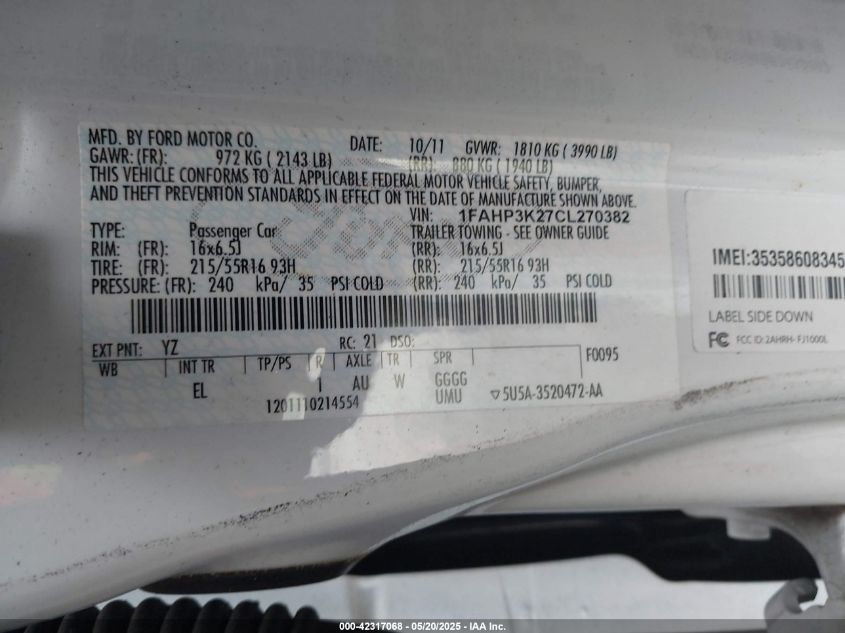 MFD. BY FORD MOTOR CO. DATE: 10/11 GVWR: 1810 KG ( 3990 LB)
GAWR: (FR): 972 KG ( 2143 LB) (RR): 880 KG ( 1940 LB)
THIS VEHICLE CONFORMS TO ALL APPLICABLE FEDERAL MOTOR VEHICLE SAFETY, BUMPER,
AND THEFT PREVENTION STANDARDS IN EFFECT ON THE DATE OF MANUFACTURE SHOWN ABOVE.
VIN: 1FAHP3K27CL270382
TYPE: Passenger Car TRAILER TOWING - SEE OWNER GUIDE
RIM: (FR): 16x6.5J (RR): 16x6.5J
TIRE: (FR): 215/55R16 93H (RR): 215/55R16 93H
PRESSURE: (FR): 240 kPa/ 35 PSI COLD (RR): 240 kPa/ 35 PSI COLD
EXT PNT: YZ RC: 21 DSO:
WB INT TR TP/PS R AXLE TR SPR F0095
EL I AU W GGGG
UMU
1201110214554 ▽5U5A-3520472-AA
IMEI:35358608345
LABEL SIDE DOWN
FC FCC ID: 2AHRH- FJ1000L
000-42317068 - 05/20/2025 - IAA Inc.